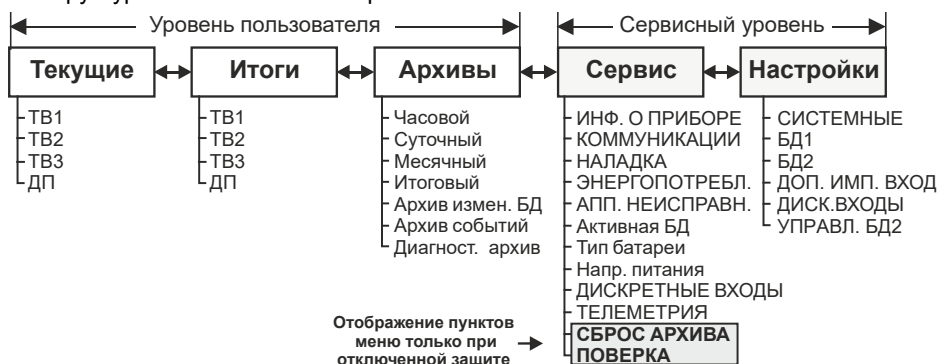 Уровень пользователя
Сервисный уровень
Текущие
Итоги
Архивы
Сервис
Настройки
ТВ1
ТВ2
ТВ3
ДП
ТВ1
ТВ2
ТВ3
ДП
Часовой
Суточный
Месячный
Итоговый
Архив измен. БД
Архив событий
Диагност. архив
ИНФ. О ПРИБОРЕ
КОММУНИКАЦИИ
НАЛАДКА
ЭНЕРГОПОТРЕБЛ.
АПП. НЕИСПРАВН.
Активная БД
Тип батареи
Напр. питания
ДИСКРЕТНЫЕ ВХОДЫ
ТЕЛЕМЕТРИЯ
СБРОС АРХИВА
ПОВЕРКА
СИСТЕМНЫЕ
БД1
БД2
ДОП. ИМП. ВХОД
ДИСК.ВХОДЫ
УПРАВЛ. БД2
Отображение пунктов
меню только при
отключенной защите